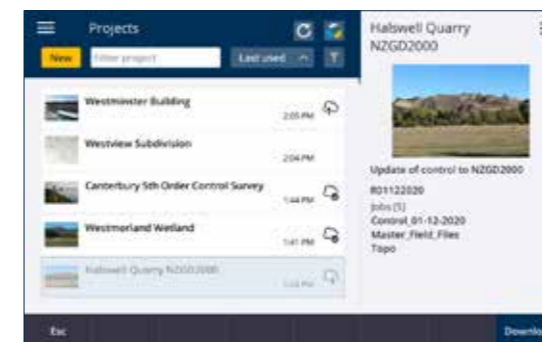 Projects
New
Filter project
Last used
Westminster Building
2:05 PM
Westview Subdivision
2:04 PM
Canterbury 5th Order Control Survey
1:44 PM
Westmorland Wetland
1:41 PM
Halswell Quarry NZGD2000
Esc
Halswell Quarry
NZGD2000
Update of control to NZGD2000
R01122020
Jobs (5)
Control_01-12-2020
Master_Field_Files
Topo
Downlo